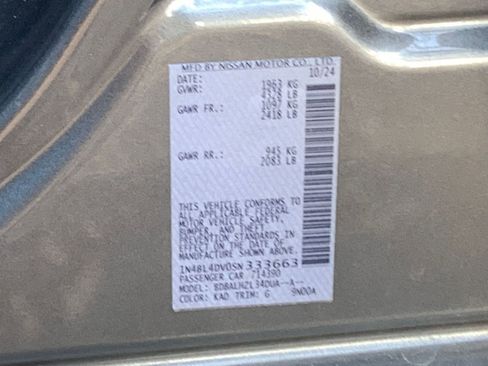 MFD BY NISSAN MOTOR CO., LTD.
DATE: 10/24
GVWR: 1963 KG
4328 LB
GAWR FR.: 1097 KG
2418 LB
GAWR RR.: 945 KG
2083 LB
THIS VEHICLE CONFORMS TO
ALL APPLICABLE FEDERAL
MOTOR VEHICLE SAFETY,
BUMPER, AND THEFT
PREVENTION STANDARDS IN
EFFECT ON THE DATE OF
MANUFACTURE SHOWN ABOVE.
1N4BL4DV0SN333663
PASSENGER CAR 714390
MODEL: BDBALHZL34DUA--A--
COLOR: KAD TRIM: G 9N00A